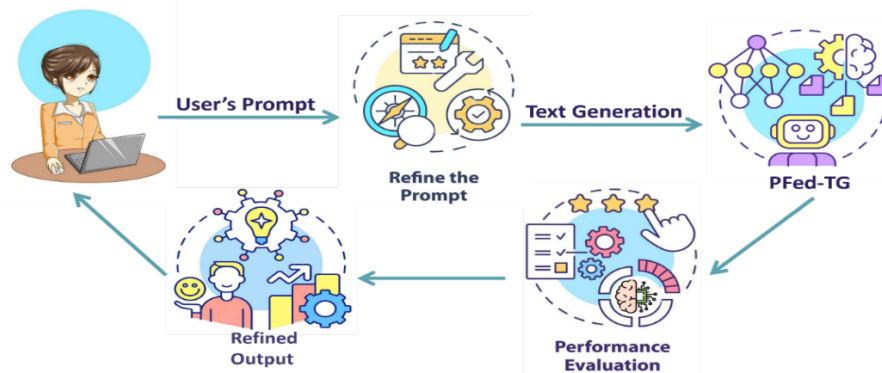 User's Prompt
Refine the
Prompt
Text Generation
PFed-TG
Performance
Evaluation
Refined
Output